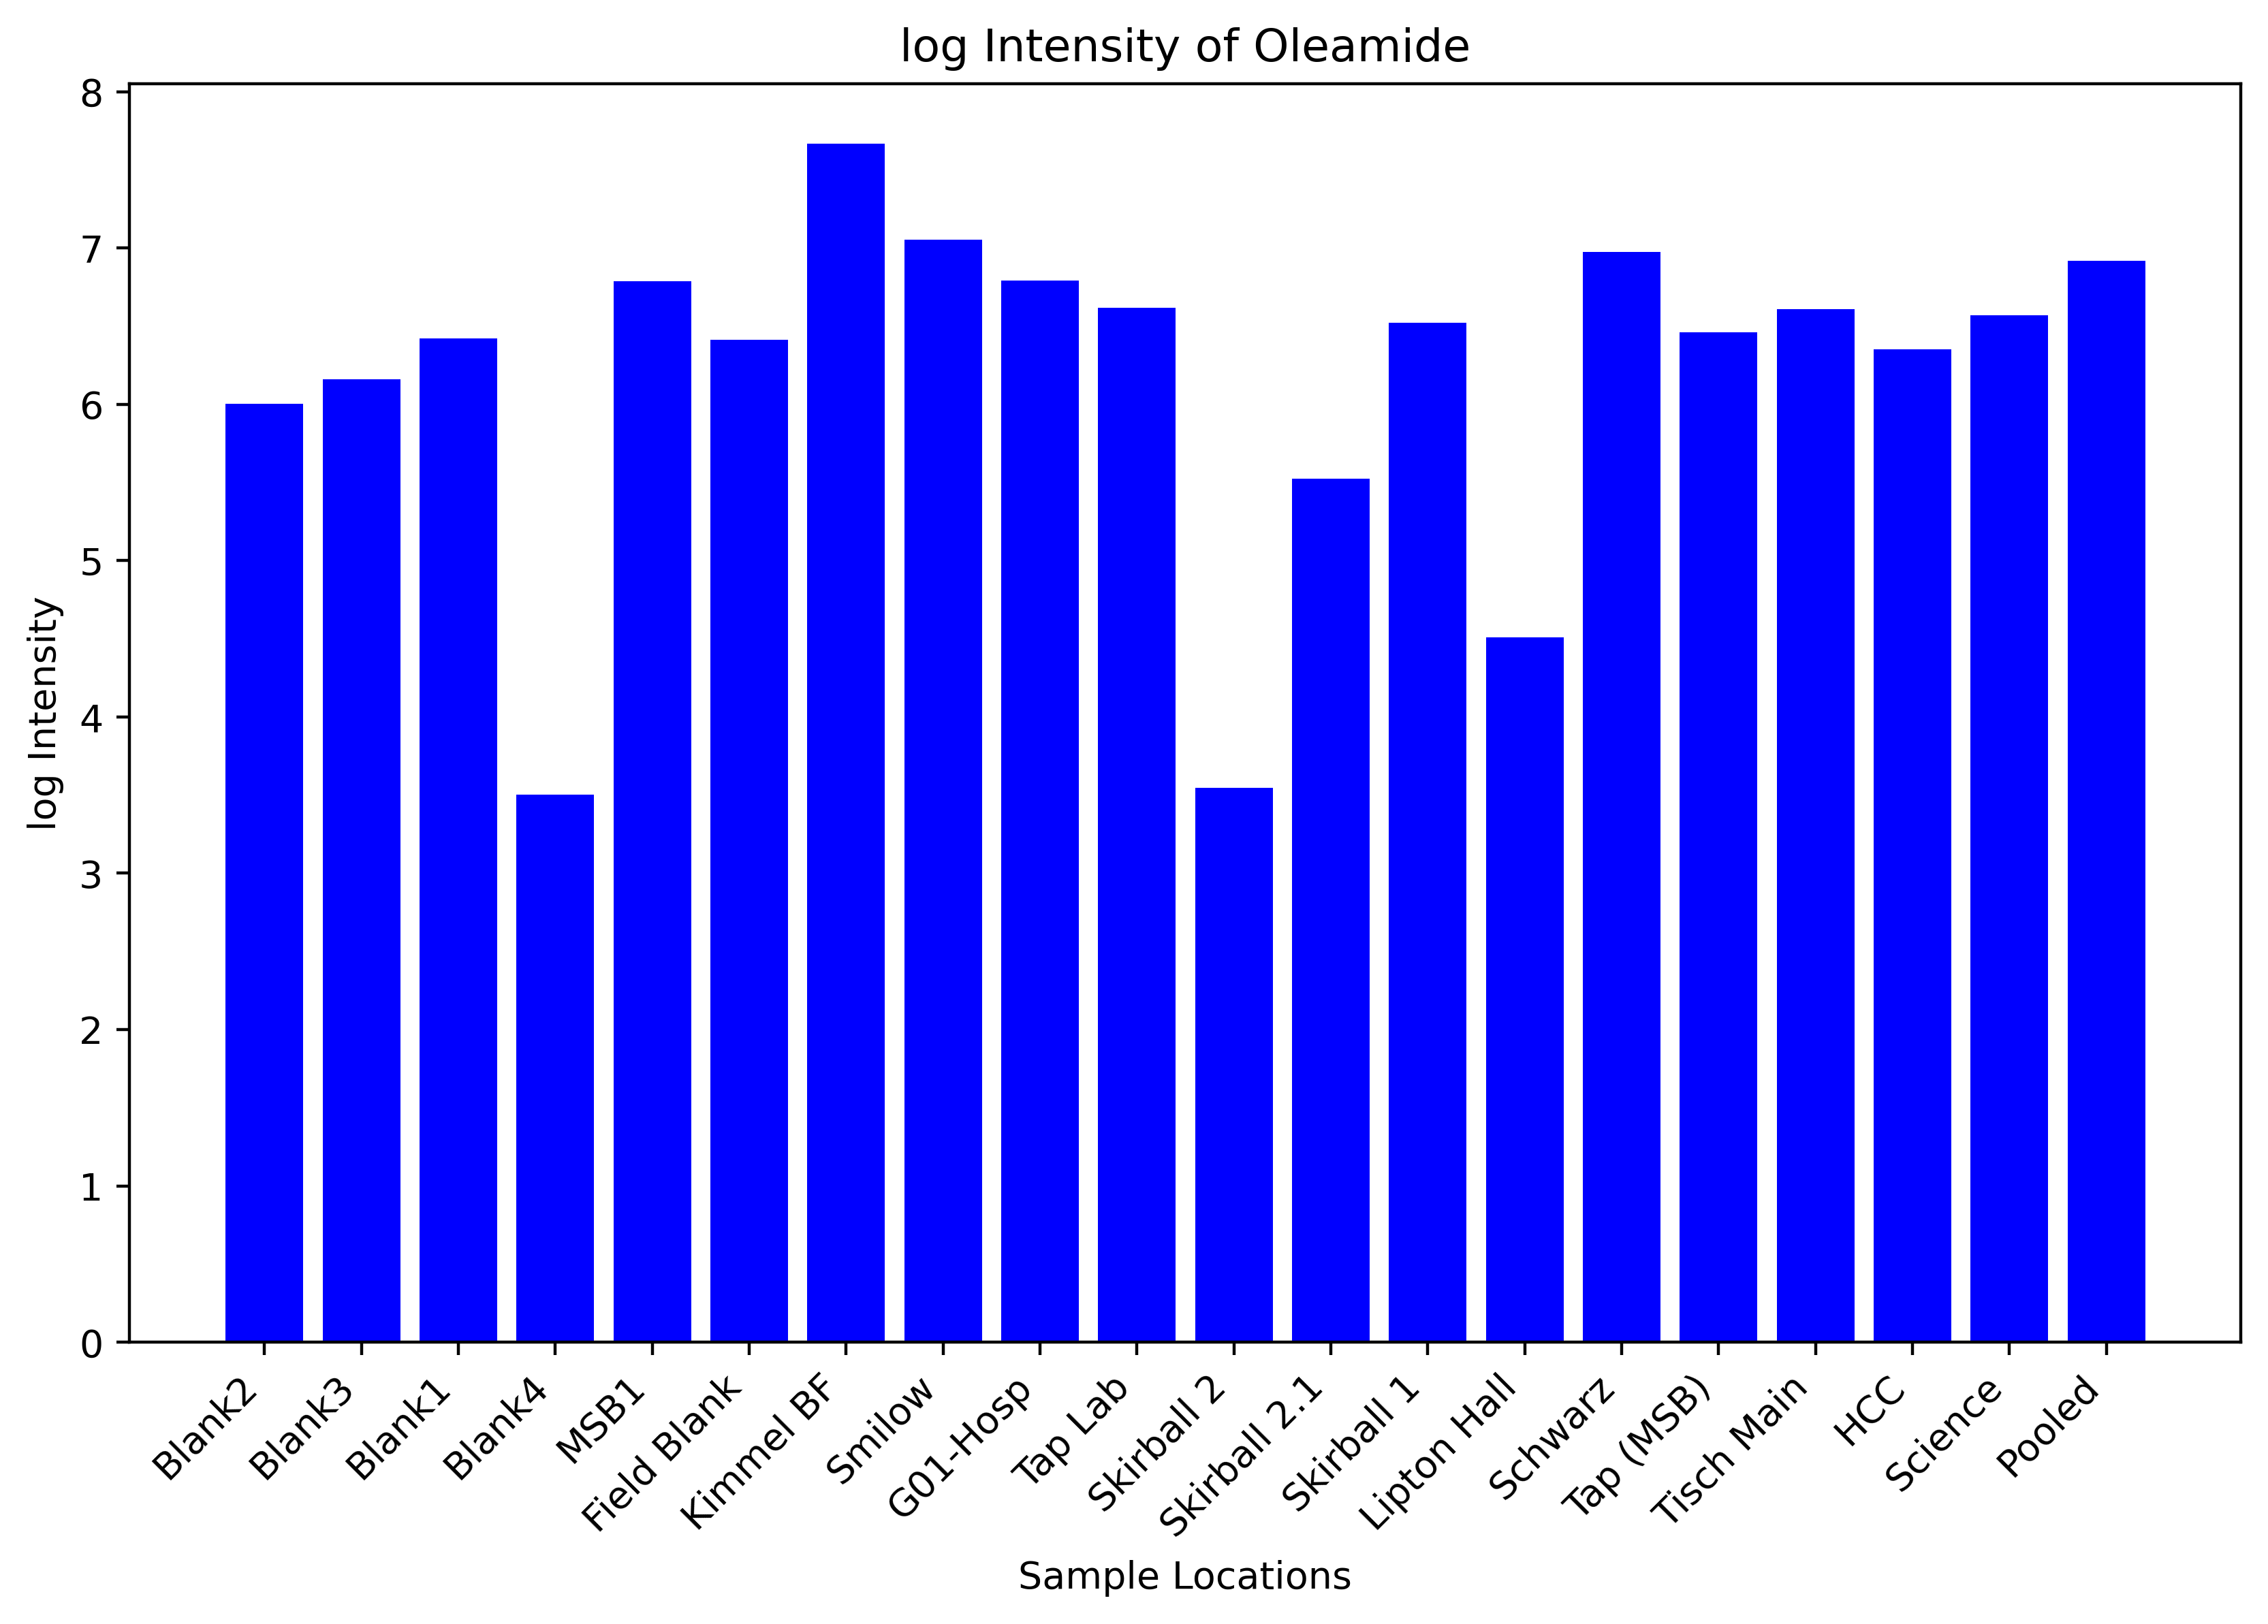 log Intensity of Oleamide
8
7
6
5
4
3
2
1
0
log Intensity
Blank2
Blank3
Blank1
Blank4
MSB1
Field Blank
Kimmel BF
Smilow
G01-Hosp
Tap Lab
Skirball 2
Skirball 2.1
Skirball 1
Lipton Hall
Schwarz
Tap (MSB)
Tisch Main
HCC
Science
Pooled
Sample Locations